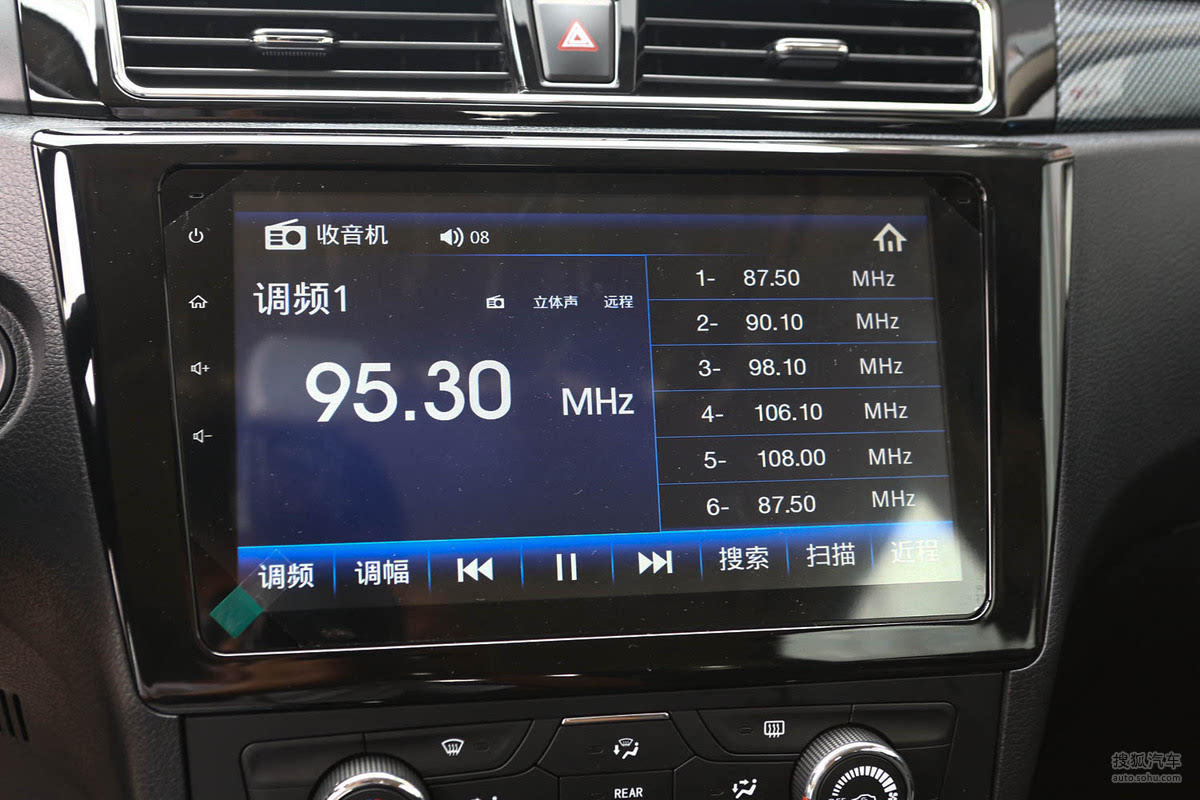 收音机 08
调频1 立体声 远程
95.30 MHz
1- 87.50 MHz
2- 90.10 MHz
3- 98.10 MHz
4- 106.10 MHz
5- 108.00 MHz
6- 87.50 MHz
调频 调幅 搜索 扫描 近程
REAR
搜狐汽车
auto.sohu.com